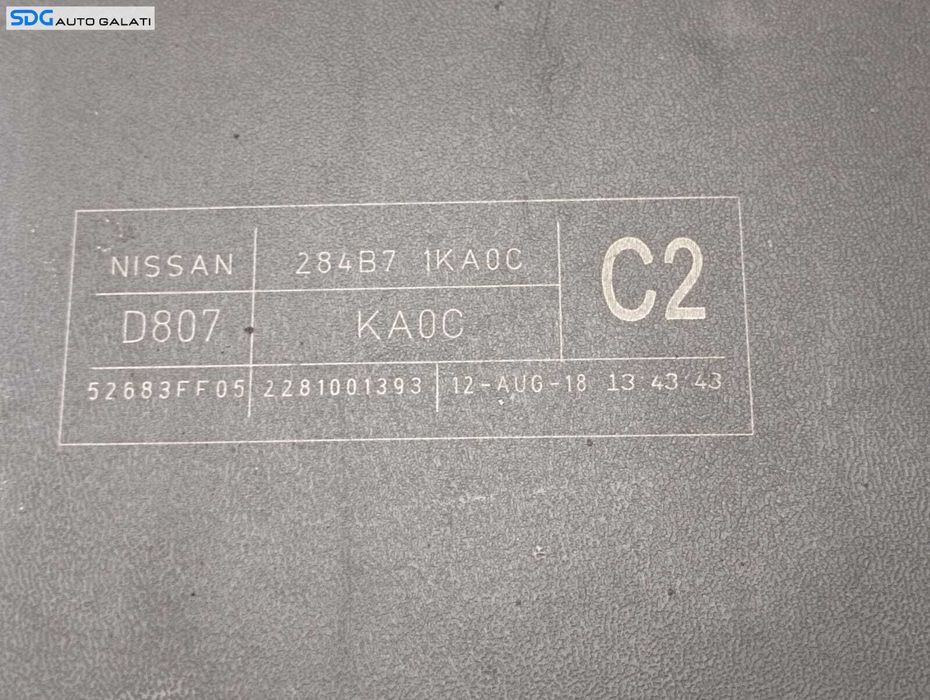 SDG AUTO GALATI
NISSAN 284B7 1KA0C C2
D807 KA0C
52683FF05 2281001393 12-AUG-18 13 43 43